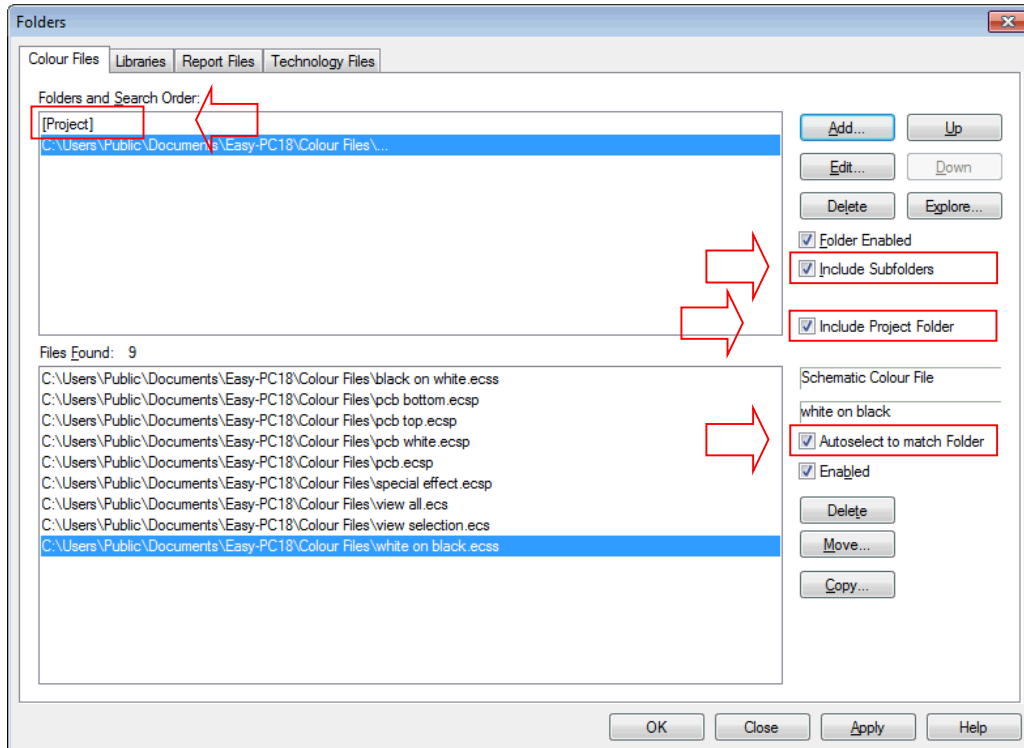 Folders
Colour Files Libraries Report Files Technology Files
Folders and Search Order:
[Project]
C:\Users\Public\Documents\Easy-PC18\Colour Files\...
Add... Up
Edit... Down
Delete Explore...
Folder Enabled
Include Subfolders
Include Project Folder
Files Found: 9
C:\Users\Public\Documents\Easy-PC18\Colour Files\black on white.ecss
C:\Users\Public\Documents\Easy-PC18\Colour Files\pcb bottom.ecsp
C:\Users\Public\Documents\Easy-PC18\Colour Files\pcb top.ecsp
C:\Users\Public\Documents\Easy-PC18\Colour Files\pcb white.ecsp
C:\Users\Public\Documents\Easy-PC18\Colour Files\pcb.ecsp
C:\Users\Public\Documents\Easy-PC18\Colour Files\special effect.ecsp
C:\Users\Public\Documents\Easy-PC18\Colour Files\view all.ecs
C:\Users\Public\Documents\Easy-PC18\Colour Files\view selection.ecs
C:\Users\Public\Documents\Easy-PC18\Colour Files\white on black.ecss
Schematic Colour File
white on black
Autoselect to match Folder
Enabled
Delete
Move...
Copy...
OK Close Apply Help